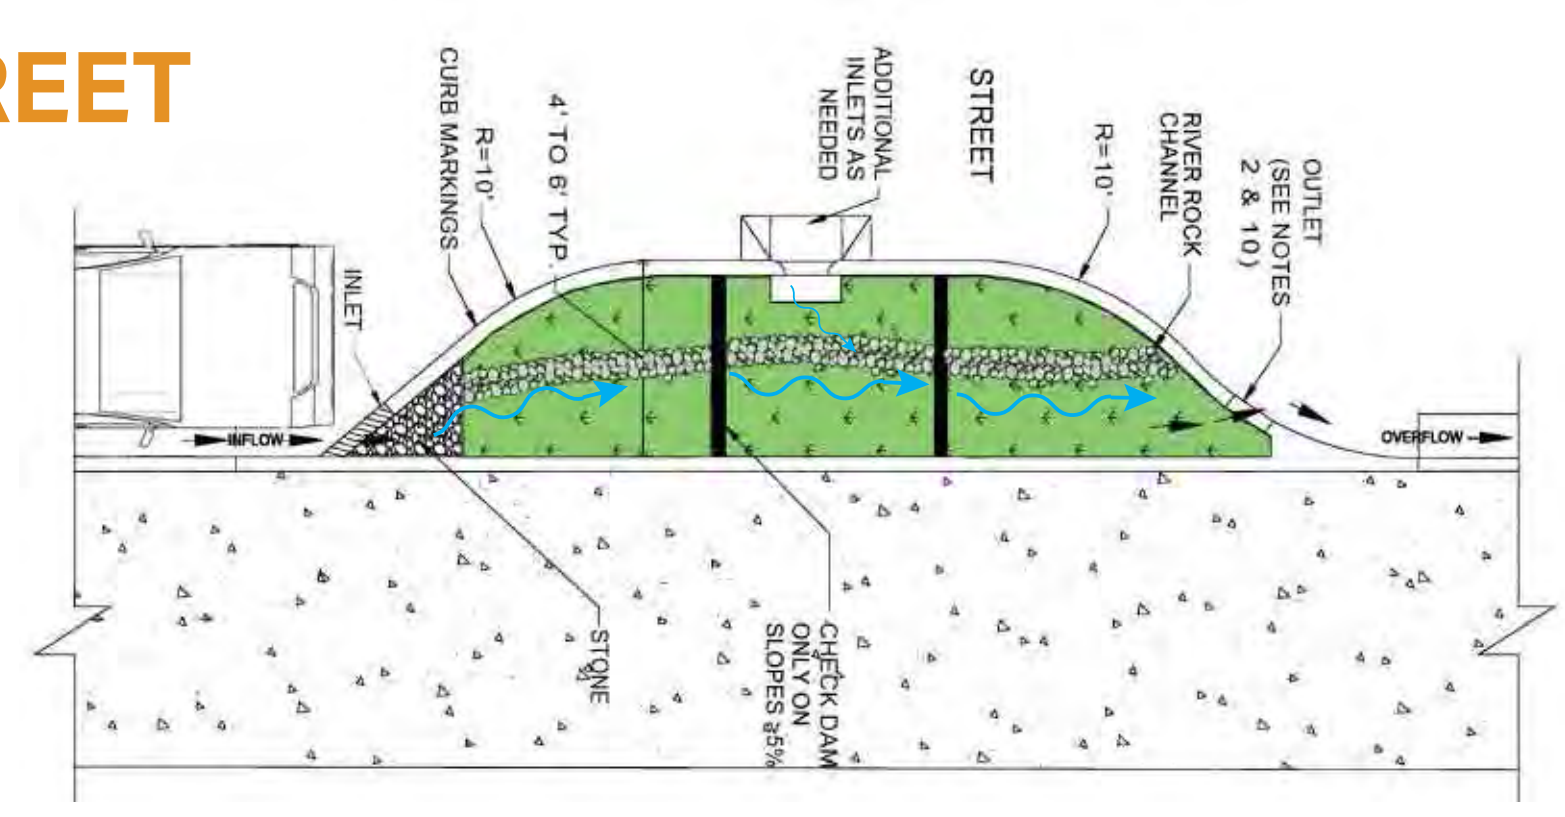 REET
CURB MARKINGS
R=10'
4' TO 6' TYP.
ADDITIONAL
INLETS AS
NEEDED
STREET
R=10'
RIVER ROCK
CHANNEL
OUTLET
(SEE NOTES
2 & 10)
INLET
INFLOW
OVERFLOW
STONE
CHECK DAM
ONLY ON
SLOPES ≥5%